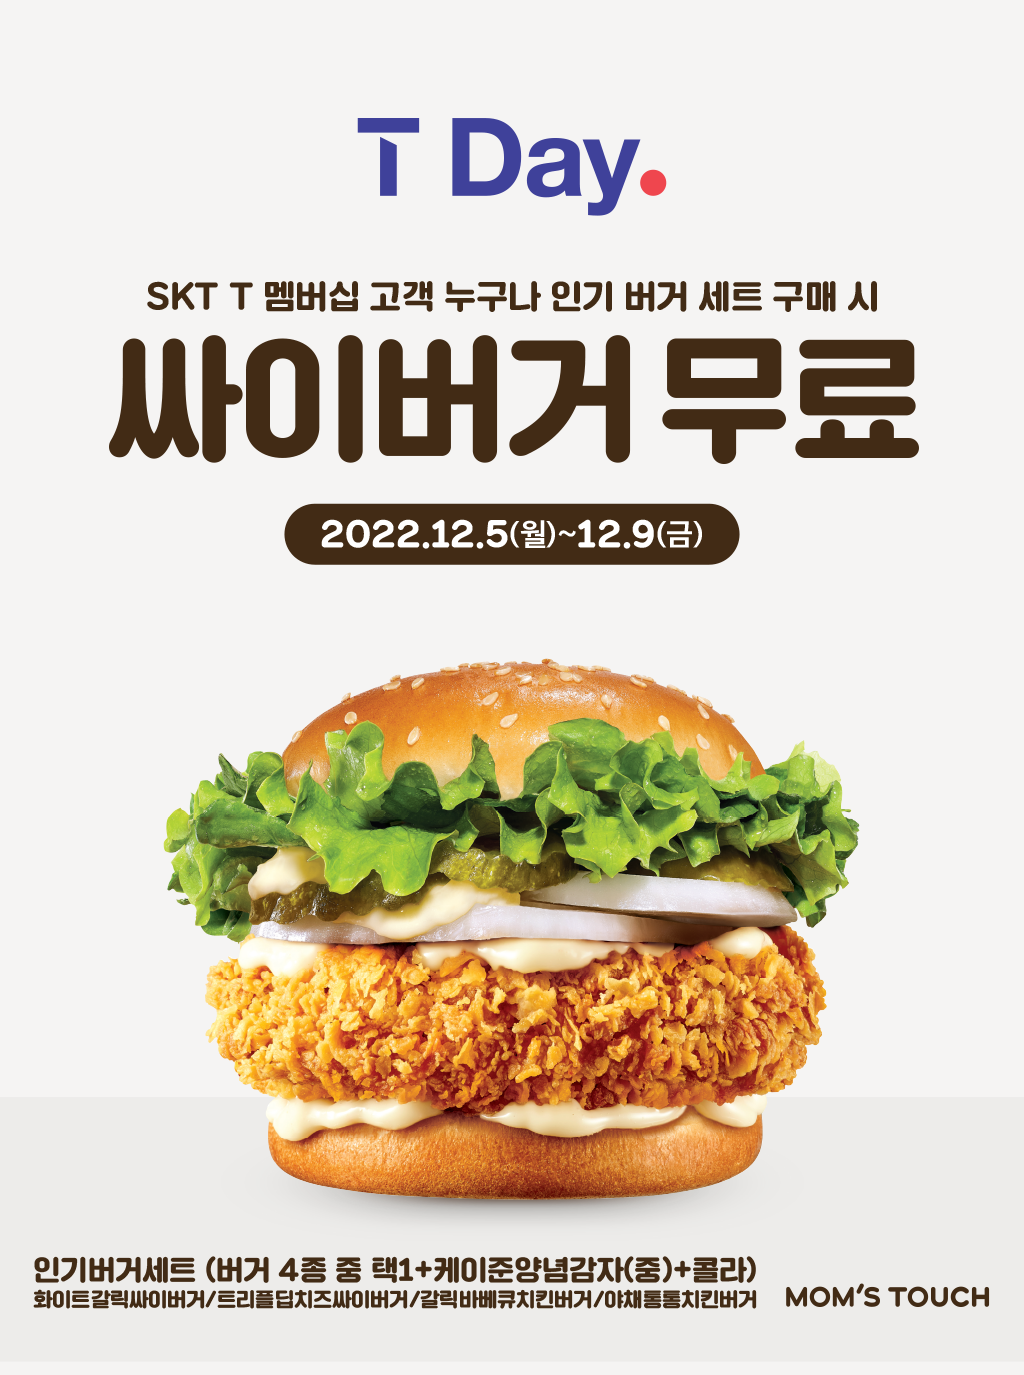 T Day.
SKT T 멤버십 고객 누구나 인기 버거 세트 구매 시
싸이버거 무료
2022.12.5(월)~12.9(금)
인기버거세트 (버거 4종 중 택1+케이준양념감자(중)+콜라)
화이트갈릭싸이버거/트리플딥치즈싸이버거/갈릭바베큐치킨버거/야채통통치킨버거
MOM'S TOUCH